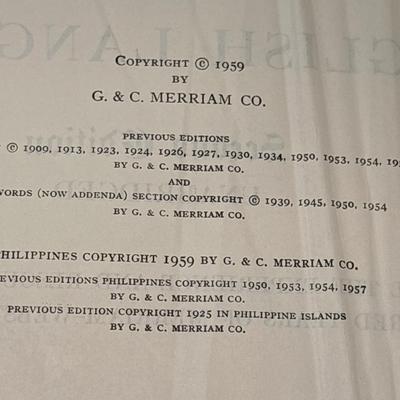 COPYRIGHT © 1959
BY
G. & C. MERRIAM CO.
PREVIOUS EDITIONS
© 1909, 1913, 1923, 1924, 1926, 1927, 1930, 1934, 1950, 1953, 1954, 195
BY G. & C. MERRIAM CO.
AND
WORDS (NOW ADDENDA) SECTION COPYRIGHT © 1939, 1945, 1950, 1954
BY G. & C. MERRIAM CO.
PHILIPPINES COPYRIGHT 1959 BY G. & C. MERRIAM CO.
EVIOUS EDITIONS PHILIPPINES COPYRIGHT 1950, 1953, 1954, 1957
BY G. & C. MERRIAM CO.
PREVIOUS EDITION COPYRIGHT 1925 IN PHILIPPINE ISLANDS
BY G. & C. MERRIAM CO.